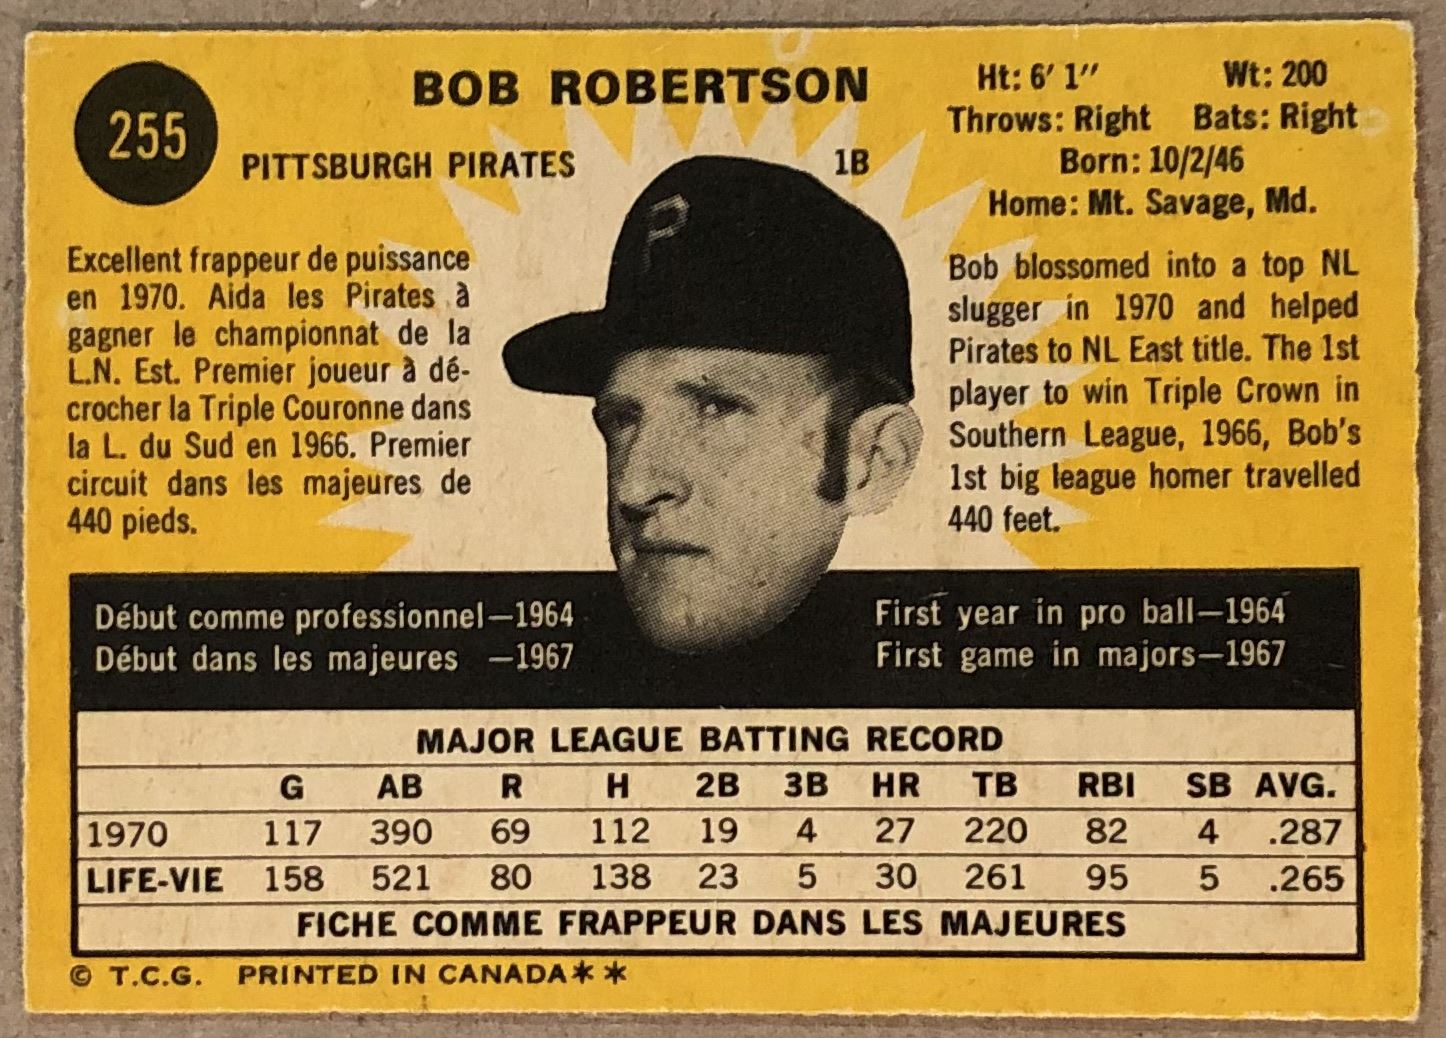 255
BOB ROBERTSON
PITTSBURGH PIRATES 1B
Ht: 6' 1" Wt: 200
Throws: Right Bats: Right
Born: 10/2/46
Home: Mt. Savage, Md.
P
Excellent frappeur de puissance
en 1970. Aida les Pirates à
gagner le championnat de la
L.N. Est. Premier joueur à dé-
crocher la Triple Couronne dans
la L. du Sud en 1966. Premier
circuit dans les majeures de
440 pieds.
Bob blossomed into a top NL
slugger in 1970 and helped
Pirates to NL East title. The 1st
player to win Triple Crown in
Southern League, 1966, Bob's
1st big league homer travelled
440 feet.
Début comme professionnel—1964
Début dans les majeures —1967
First year in pro ball—1964
First game in majors—1967
MAJOR LEAGUE BATTING RECORD
G AB R H 2B 3B HR TB RBI SB AVG.
1970 117 390 69 112 19 4 27 220 82 4 .287
LIFE-VIE 158 521 80 138 23 5 30 261 95 5 .265
FICHE COMME FRAPPEUR DANS LES MAJEURES
© T.C.G. PRINTED IN CANADA✶✶